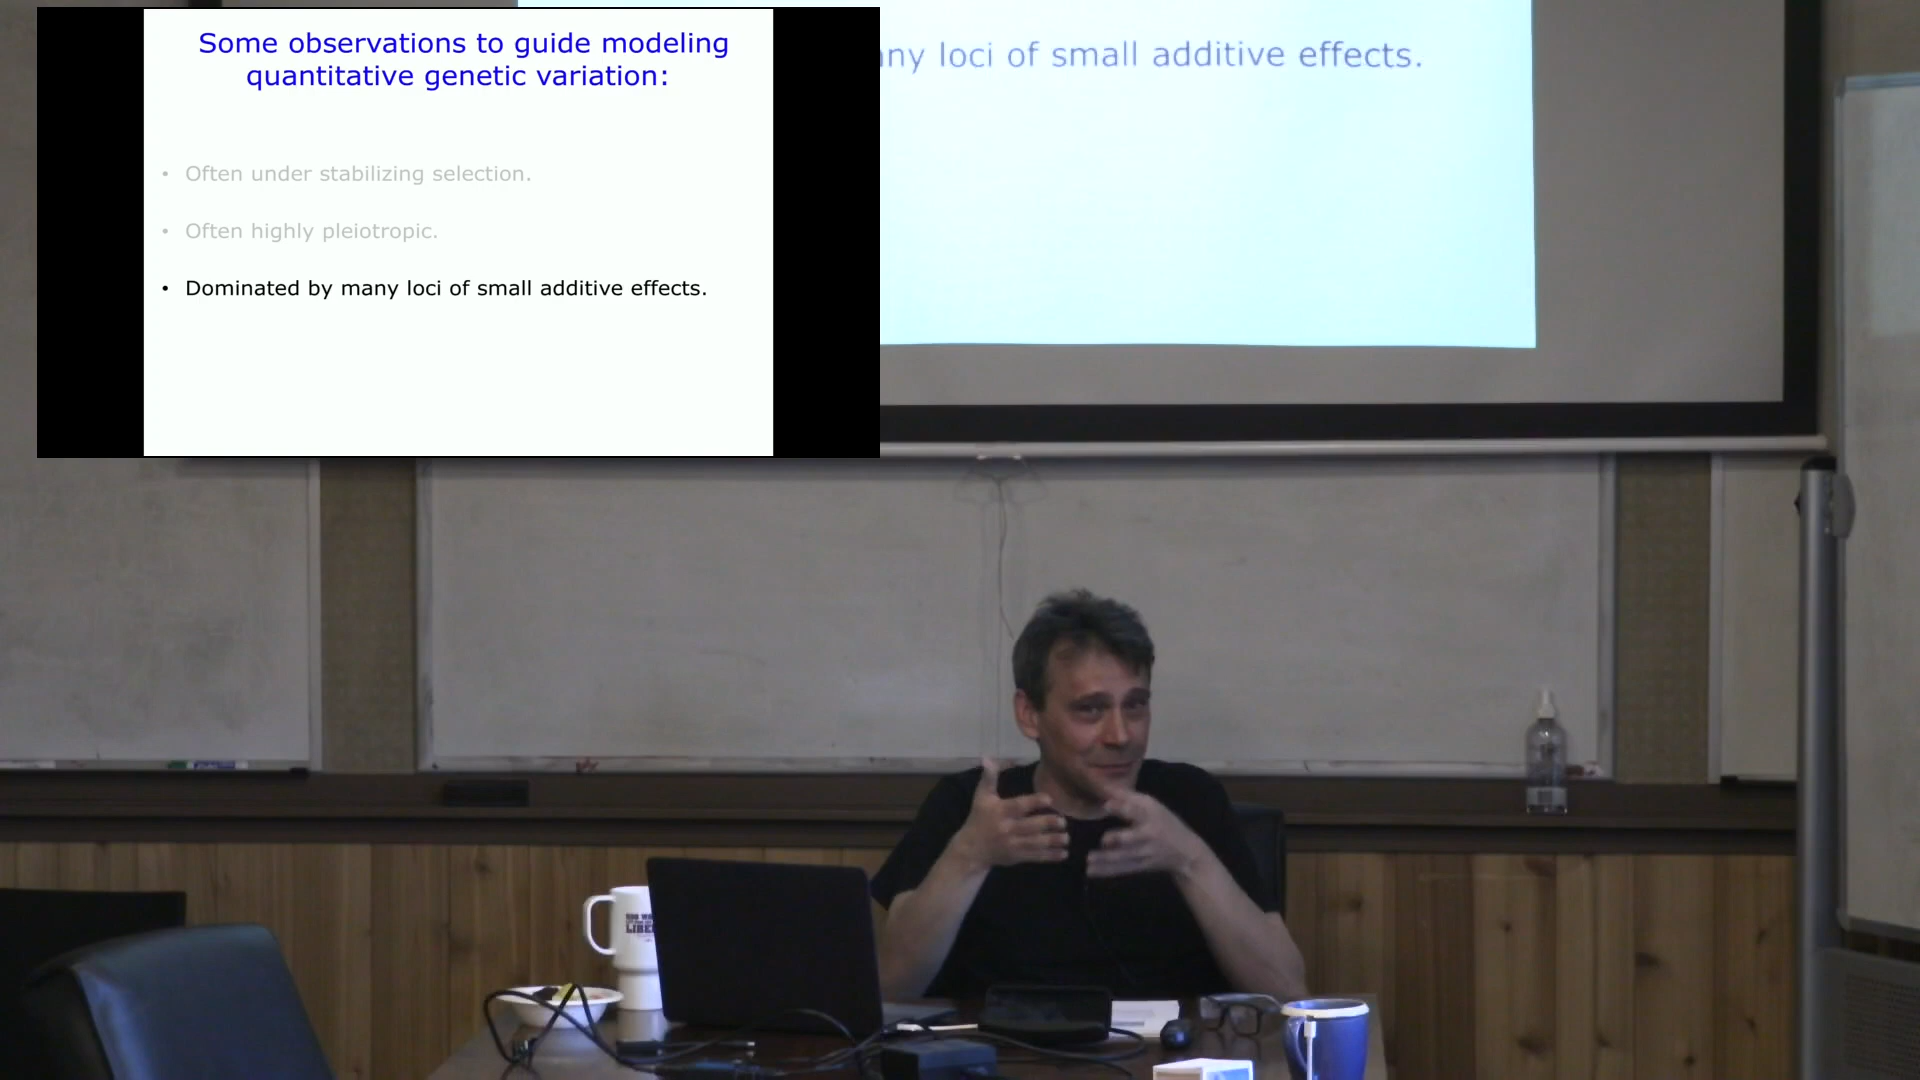 Some observations to guide modeling
quantitative genetic variation:
• Often under stabilizing selection.
• Often highly pleiotropic.
• Dominated by many loci of small additive effects.
loci of small additive effects.